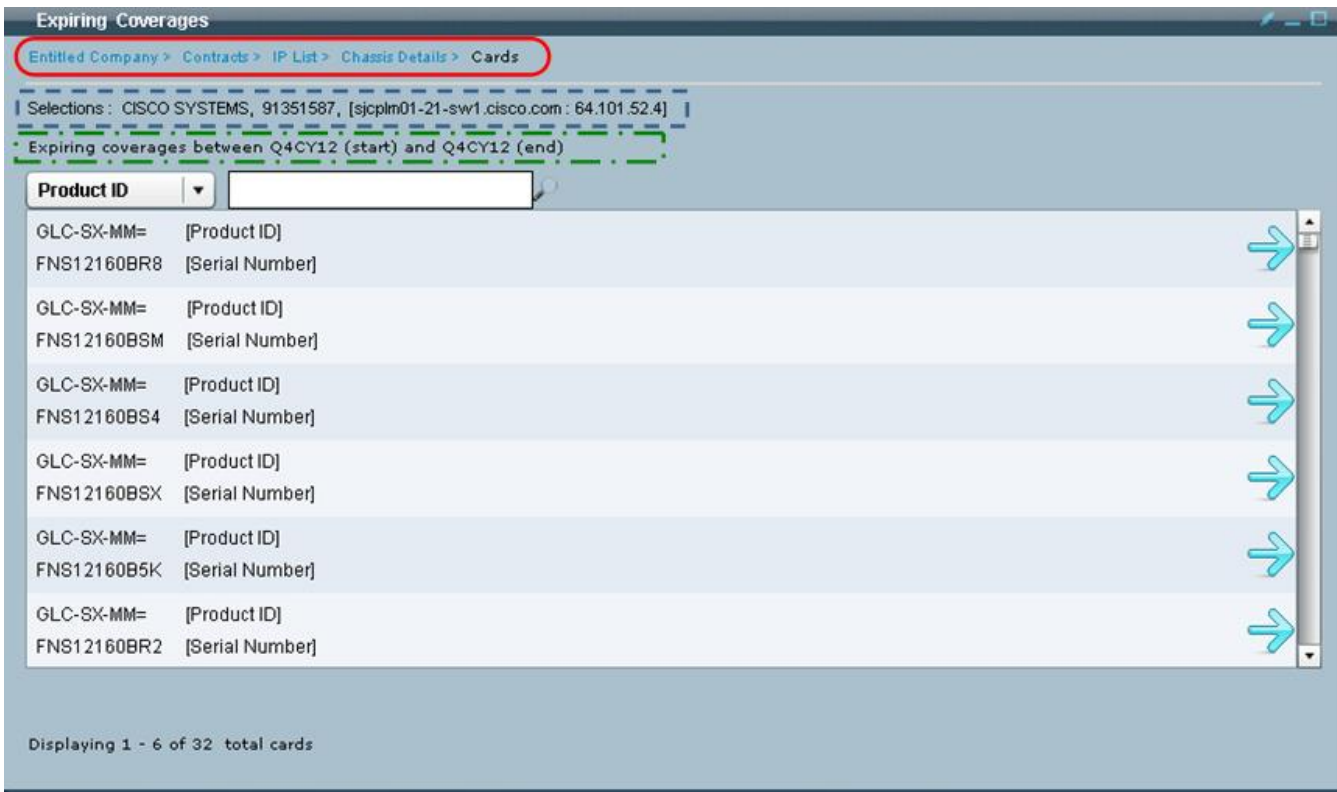 Expiring Coverages
Entitled Company > Contracts > IP List > Chassis Details > Cards
Selections : CISCO SYSTEMS, 91351587, [sjcplm01-21-sw1.cisco.com : 64.101.52.4]
Expiring coverages between Q4CY12 (start) and Q4CY12 (end)
Product ID
GLC-SX-MM= [Product ID]
FNS12160BR8 [Serial Number]
GLC-SX-MM= [Product ID]
FNS12160BSM [Serial Number]
GLC-SX-MM= [Product ID]
FNS12160BS4 [Serial Number]
GLC-SX-MM= [Product ID]
FNS12160BSX [Serial Number]
GLC-SX-MM= [Product ID]
FNS12160B5K [Serial Number]
GLC-SX-MM= [Product ID]
FNS12160BR2 [Serial Number]
Displaying 1 - 6 of 32 total cards